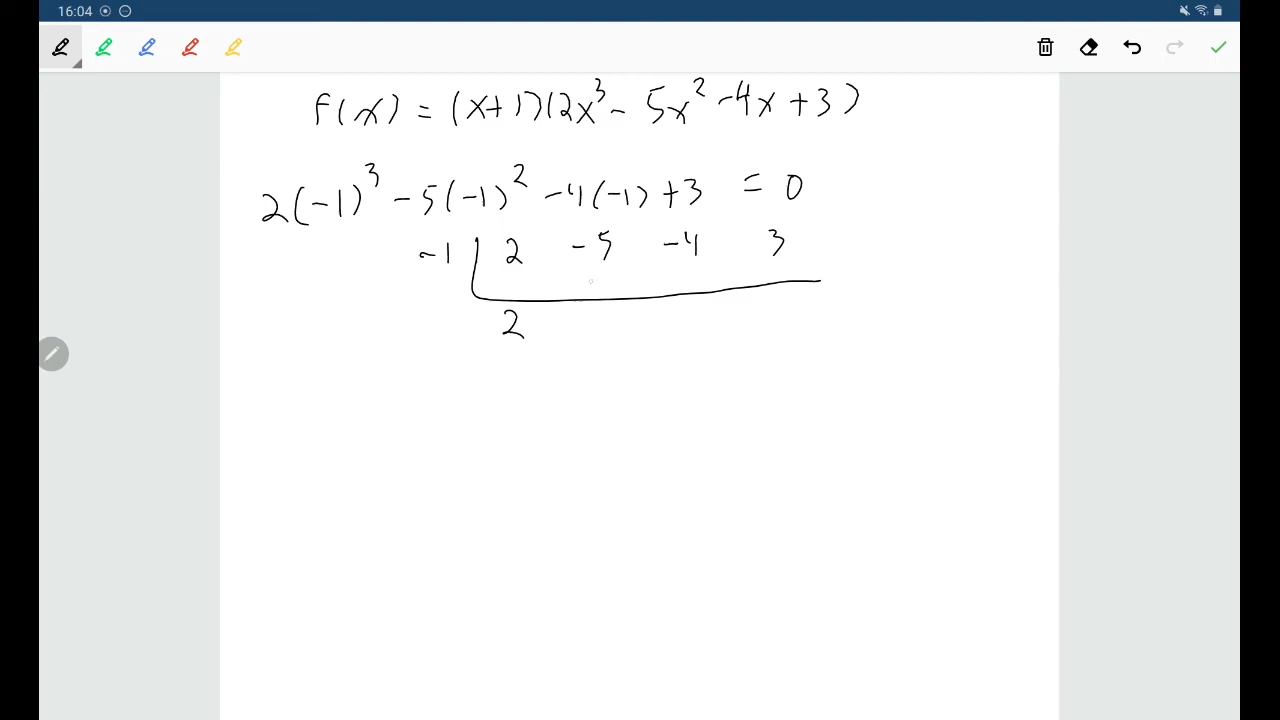 16:04
f(x) = (x+1)(2x³ - 5x² -4x +3)
2(-1)³ - 5(-1)² -4(-1) +3 = 0
-1 | 2 -5 -4 3
2